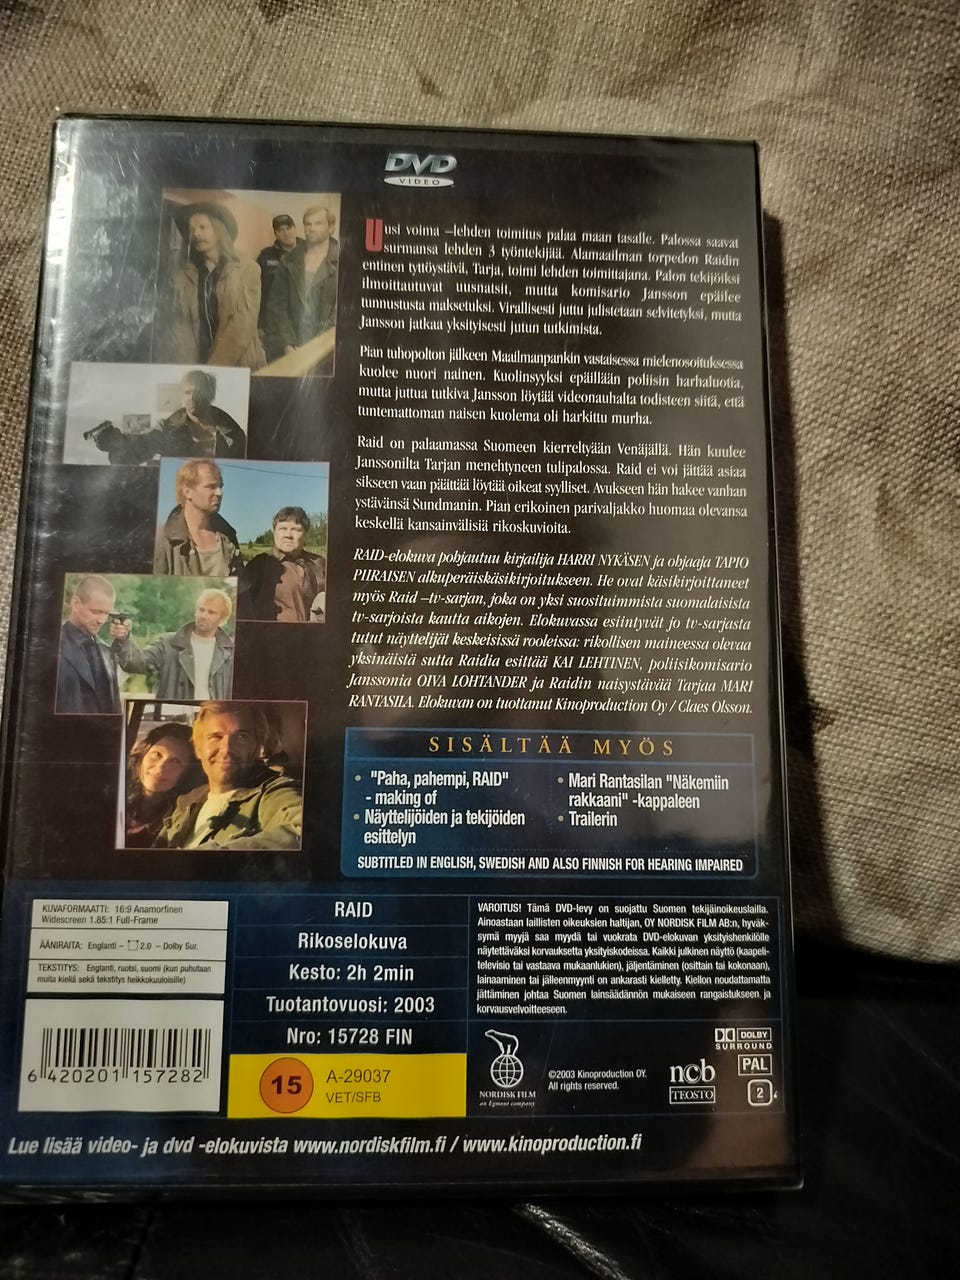 DVD
VIDEO
Uusi voima –lehden toimitus palaa maan tasalle. Palossa saavat
surmansa lehden 3 työntekijää. Alamaailman torpedon Raidin
entinen tyttöystävä, Tarja, toimi lehden toimittajana. Palon tekijöiksi
ilmoittautuvat uusnatsit, mutta komisario Jansson epäilee
tunnustusta maksetuksi. Virallisesti juttu julistetaan selvitetyksi, mutta
Jansson jatkaa yksityisesti jutun tutkimista.
Pian tuhopolton jälkeen Maailmanpankin vastaisessa mielenosoituksessa
kuolee nuori nainen. Kuolinsyyksi epäillään poliisin harhaluotia,
mutta juttua tutkiva Jansson löytää videonauhalta todisteen siitä, että
tuntemattoman naisen kuolema oli harkittu murha.
Raid on palaamassa Suomeen kierreltyään Venäjällä. Hän kuulee
Janssonilta Tarjan menehtyneen tulipalossa. Raid ei voi jättää asiaa
sikseen vaan päättää löytää oikeat syylliset. Avukseen hän hakee vanhan
ystävänsä Sundmanin. Pian erikoinen parivaljakko huomaa olevansa
keskellä kansainvälisiä rikoskuvioita.
RAID-elokuva pohjautuu kirjailija HARRI NYKÄSEN ja ohjaaja TAPIO
PIIRAISEN alkuperäiskäsikirjoitukseen. He ovat käsikirjoittaneet
myös Raid –tv-sarjan, joka on yksi suosituimmista suomalaisista
tv-sarjoista kautta aikojen. Elokuvassa esiintyvät jo tv-sarjasta
tutut näyttelijät keskeisissä rooleissa: rikollisen maineessa olevaa
yksinäistä sutta Raidia esittää KAI LEHTINEN, poliisikomisario
Janssonia OIVA LOHTANDER ja Raidin naisystävää Tarjaa MARI
RANTASILA. Elokuvan on tuottanut Kinoproduction Oy / Claes Olsson.
SISÄLTÄÄ MYÖS
• "Paha, pahempi, RAID"
- making of
• Näyttelijöiden ja tekijöiden
esittelyn
• Mari Rantasilan "Näkemiin
rakkaani" -kappaleen
• Trailerin
SUBTITLED IN ENGLISH, SWEDISH AND ALSO FINNISH FOR HEARING IMPAIRED
KUVAFORMAATTI: 16:9 Anamorfinen
Widescreen 1.85:1 Full-Frame
ÄÄNIRAITA: Englanti – 2.0 – Dolby Sur.
TEKSTITYS: Englanti, ruotsi, suomi (kun puhutaan
muita kieliä sekä tekstitys heikkokuuloisille)
6 420201 157282
RAID
Rikoselokuva
Kesto: 2h 2min
Tuotantovuosi: 2003
Nro: 15728 FIN
15
A-29037
VET/SFB
VAROITUS! Tämä DVD-levy on suojattu Suomen tekijäinoikeuslailla.
Ainoastaan laillisten oikeuksien haltijan, OY NORDISK FILM AB:n, hyväk-
symä myyjä saa myydä tai vuokrata DVD-elokuvan yksityishenkilölle
näytettäväksi korvauksetta yksityiskodeissa. Kaikki julkinen näyttö (kaapeli-
televisio tai vastaava mukaanlukien), jäljentäminen (osittain tai kokonaan),
lainaaminen tai jälleenmyynti on ankarasti kielletty. Kiellon noudattamatta
jättäminen johtaa Suomen lainsäädännön mukaiseen rangaistukseen ja
korvausvelvoitteeseen.
NORDISK FILM
an Egmont company
©2003 Kinoproduction OY.
All rights reserved.
ncb
TEOSTO
DOLBY
SURROUND
PAL
2
Lue lisää video- ja dvd -elokuvista www.nordiskfilm.fi / www.kinoproduction.fi